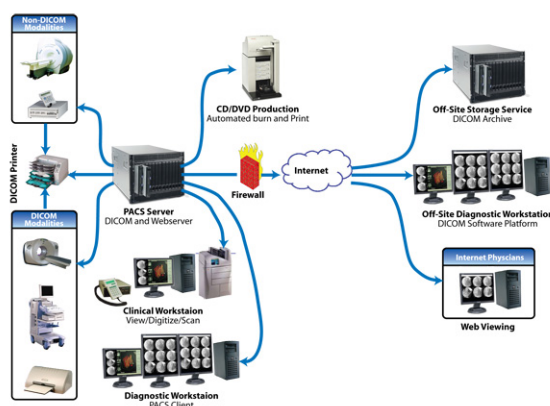 Non-DICOM
Modalities
DICOM Printer
DICOM
Modalities
PACS Server
DICOM and Webserver
CD/DVD Production
Automated burn and Print
Firewall
Internet
Off-Site Storage Service
DICOM Archive
Off-Site Diagnostic Workstation
DICOM Software Platform
Internet Physcians
Web Viewing
Clinical Workstaion
View/Digitize/Scan
Diagnostic Workstaion
PACS Client